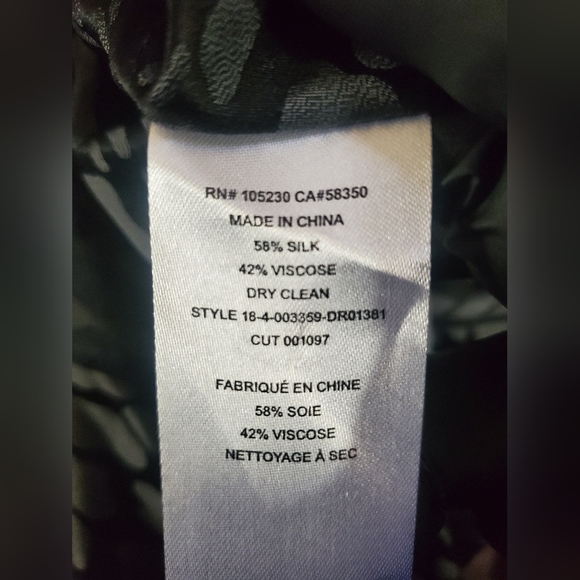 RN# 105230 CA#58350
MADE IN CHINA
58% SILK
42% VISCOSE
DRY CLEAN
STYLE 18-4-003359-DR01381
CUT 001097
FABRIQUÉ EN CHINE
58% SOIE
42% VISCOSE
NETTOYAGE À SEC